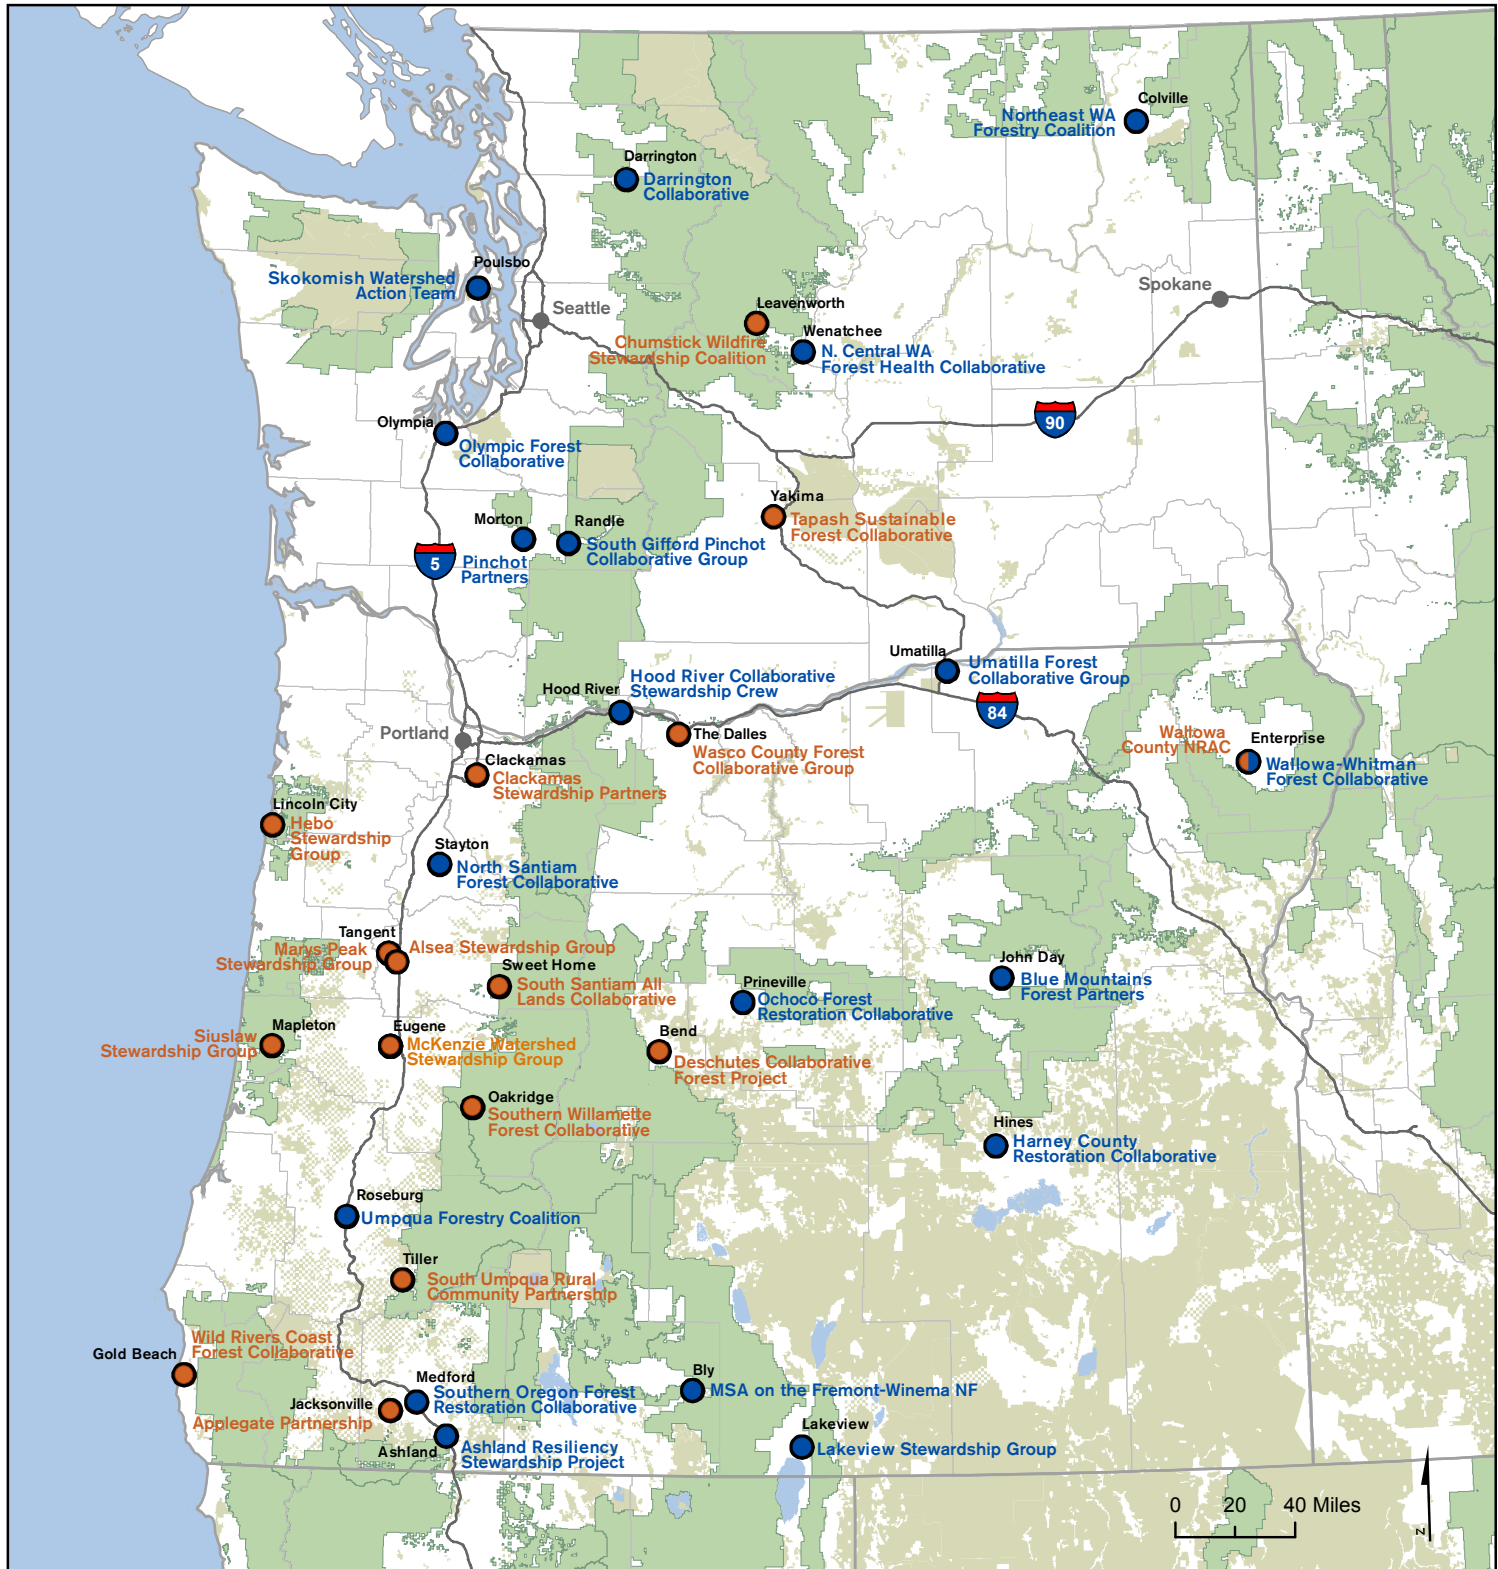 Colville
Northeast WA
Forestry Coalition
Darrington
Darrington
Collaborative
Poulsbo
Skokomish Watershed
Action Team
Seattle
Spokane
Leavenworth
Chumstick Wildfire
Stewardship Coalition
Wenatchee
N. Central WA
Forest Health Collaborative
90
Olympia
Olympic Forest
Collaborative
Yakima
Tapash Sustainable
Forest Collaborative
Morton
Pinchot
Partners
Randle
South Gifford Pinchot
Collaborative Group
5
Umatilla
Umatilla Forest
Collaborative Group
84
Hood River
Hood River Collaborative
Stewardship Crew
The Dalles
Wasco County Forest
Collaborative Group
Portland
Wallowa
County NRAC
Enterprise
Wallowa-Whitman
Forest Collaborative
Clackamas
Clackamas
Stewardship Partners
Lincoln City
Hebo
Stewardship
Group
Stayton
North Santiam
Forest Collaborative
Tangent
Marys Peak
Stewardship Group
Alsea Stewardship Group
Sweet Home
South Santiam All
Lands Collaborative
John Day
Blue Mountains
Forest Partners
Prineville
Ochoco Forest
Restoration Collaborative
Mapleton
Siuslaw
Stewardship Group
Eugene
McKenzie Watershed
Stewardship Group
Bend
Deschutes Collaborative
Forest Project
Oakridge
Southern Willamette
Forest Collaborative
Hines
Harney County
Restoration Collaborative
Roseburg
Umpqua Forestry Coalition
Tiller
South Umpqua Rural
Community Partnership
Wild Rivers Coast
Forest Collaborative
Gold Beach
Medford
Southern Oregon Forest
Restoration Collaborative
Jacksonville
Applegate Partnership
Ashland
Ashland Resiliency
Stewardship Project
Bly
MSA on the Fremont-Winema NF
Lakeview
Lakeview Stewardship Group
0 20 40 Miles
N